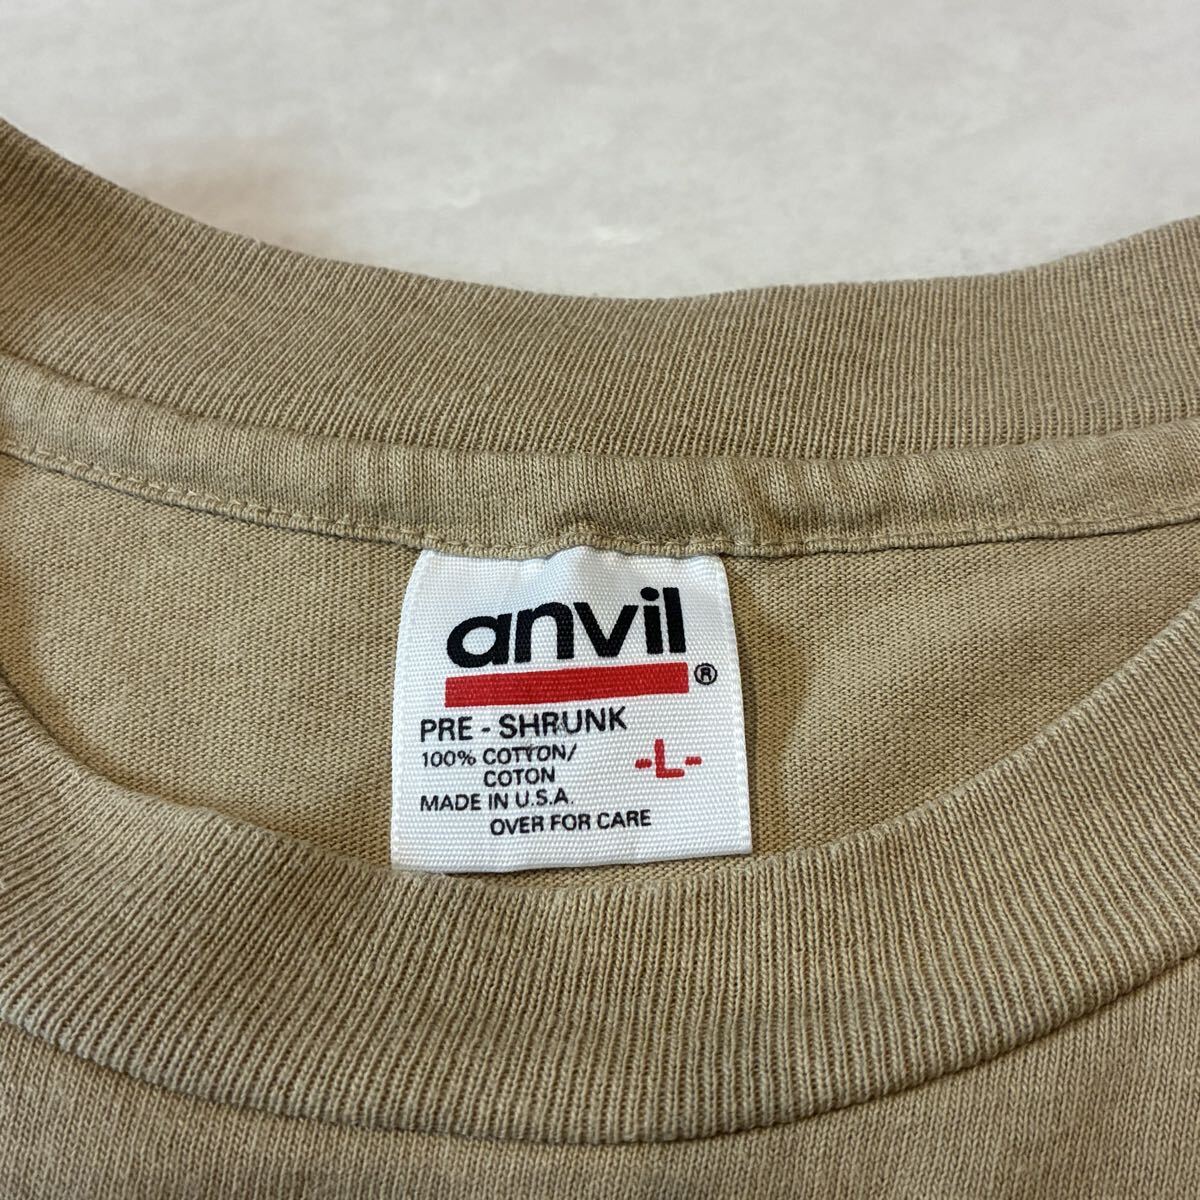 anvil®
PRE - SHRUNK
100% COTTON/
COTON
-L-
MADE IN U.S.A.
OVER FOR CARE